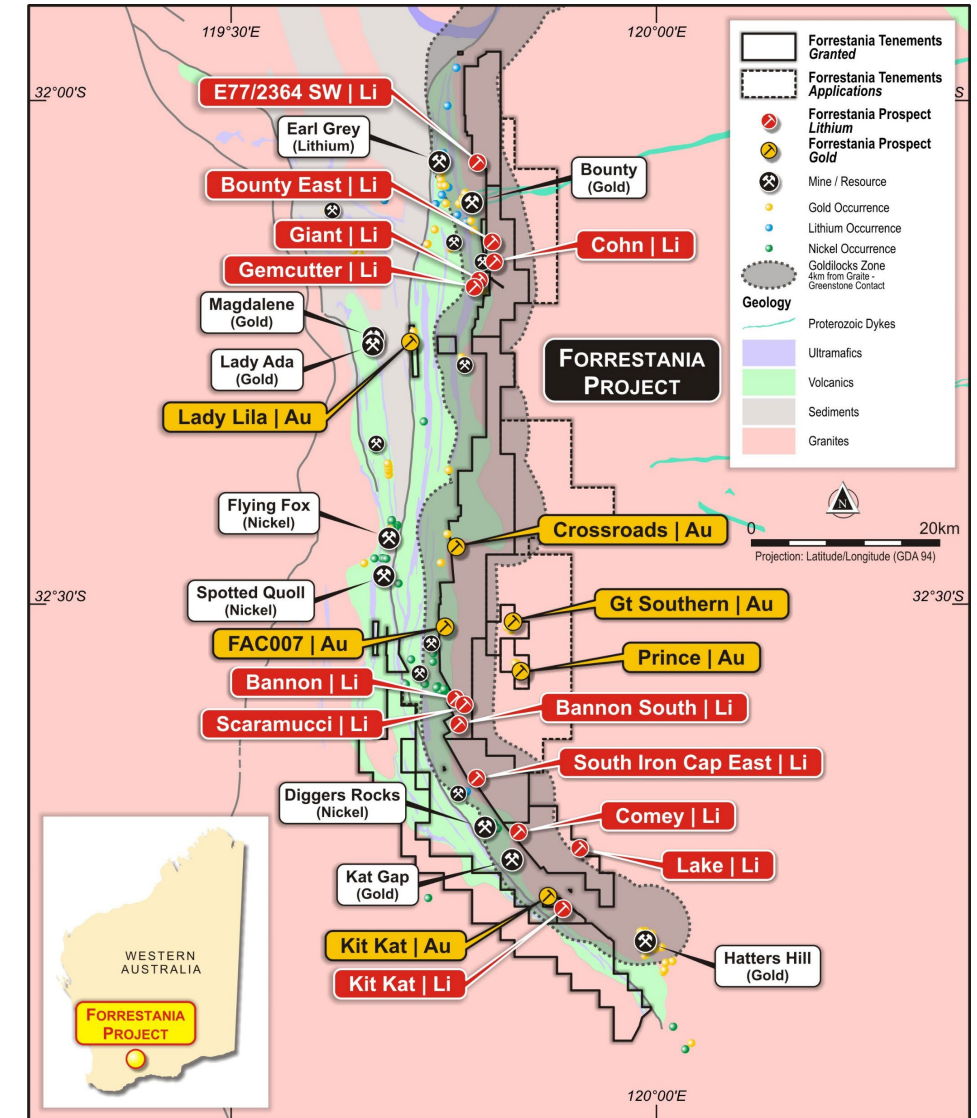 119°30'E
120°00'E
32°00'S
S
E77/2364 SW | Li
Earl Grey
(Lithium)
Bounty
(Gold)
Bounty East | Li
Giant | Li
Cohn | Li
Gemcutter | Li
Magdalene
(Gold)
Lady Ada
(Gold)
Lady Lila | Au
FORRESTANIA
PROJECT
Forrestania Tenements
Granted
Forrestania Tenements
Applications
Forrestania Prospect
Lithium
Forrestania Prospect
Gold
Mine / Resource
Gold Occurrence
Lithium Occurrence
Nickel Occurrence
Goldilocks Zone
4km from Graite -
Greenstone Contact
Geology
Proterozoic Dykes
Ultramafics
Volcanics
Sediments
Granites
N
0
20km
Projection: Latitude/Longitude (GDA 94)
Flying Fox
(Nickel)
Crossroads | Au
Spotted Quoll
(Nickel)
32°30'S
32°30'S
Gt Southern | Au
FAC007 | Au
Prince | Au
Bannon | Li
Scaramucci | Li
Bannon South | Li
South Iron Cap East | Li
Diggers Rocks
(Nickel)
Comey | Li
Lake | Li
Kat Gap
(Gold)
Kit Kat | Au
Kit Kat | Li
Hatters Hill
(Gold)
WESTERN
AUSTRALIA
FORRESTANIA
PROJECT
120°00'E